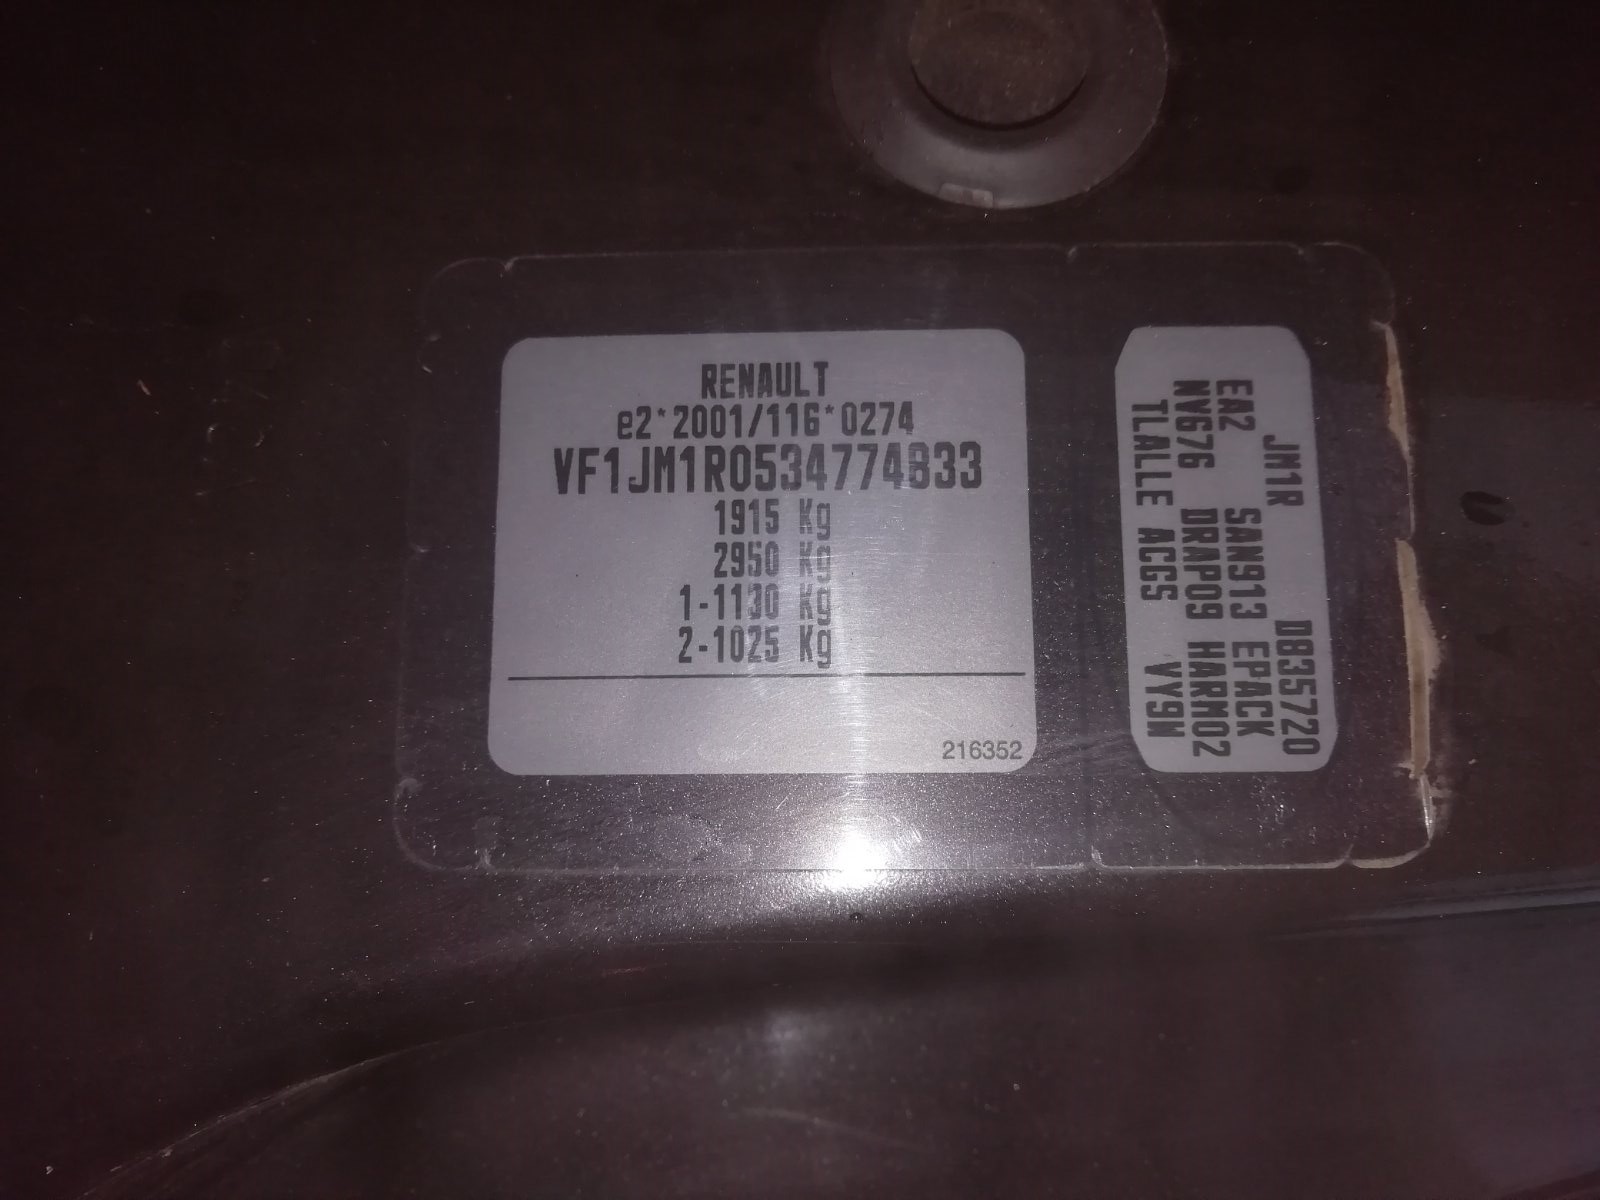 RENAULT
e2*2001/116*0274
VF1JM1R0534774833
1915 Kg
2950 Kg
1-1130 Kg
2-1025 Kg
216352
JM1R D835720
EA2 SAN913 EPACK
NV676 DRAP09 HARM02
TLALLE ACGS VY9N